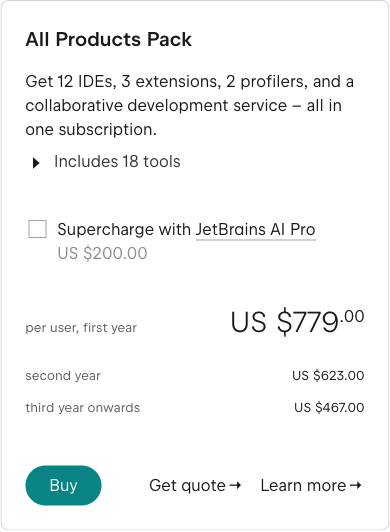 All Products Pack
Get 12 IDEs, 3 extensions, 2 profilers, and a
collaborative development service – all in
one subscription.
Includes 18 tools
Supercharge with JetBrains AI Pro
US $200.00
per user, first year US $779.00
second year US $623.00
third year onwards US $467.00
Buy Get quote→ Learn more→